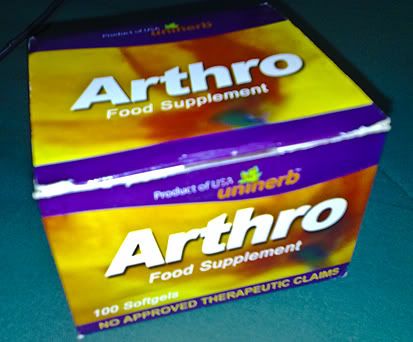 Product of USA uniherb
Arthro
Food Supplement
Product of USA uniherb
Arthro
Food Supplement
100 Softgels
NO APPROVED THERAPEUTIC CLAIMS